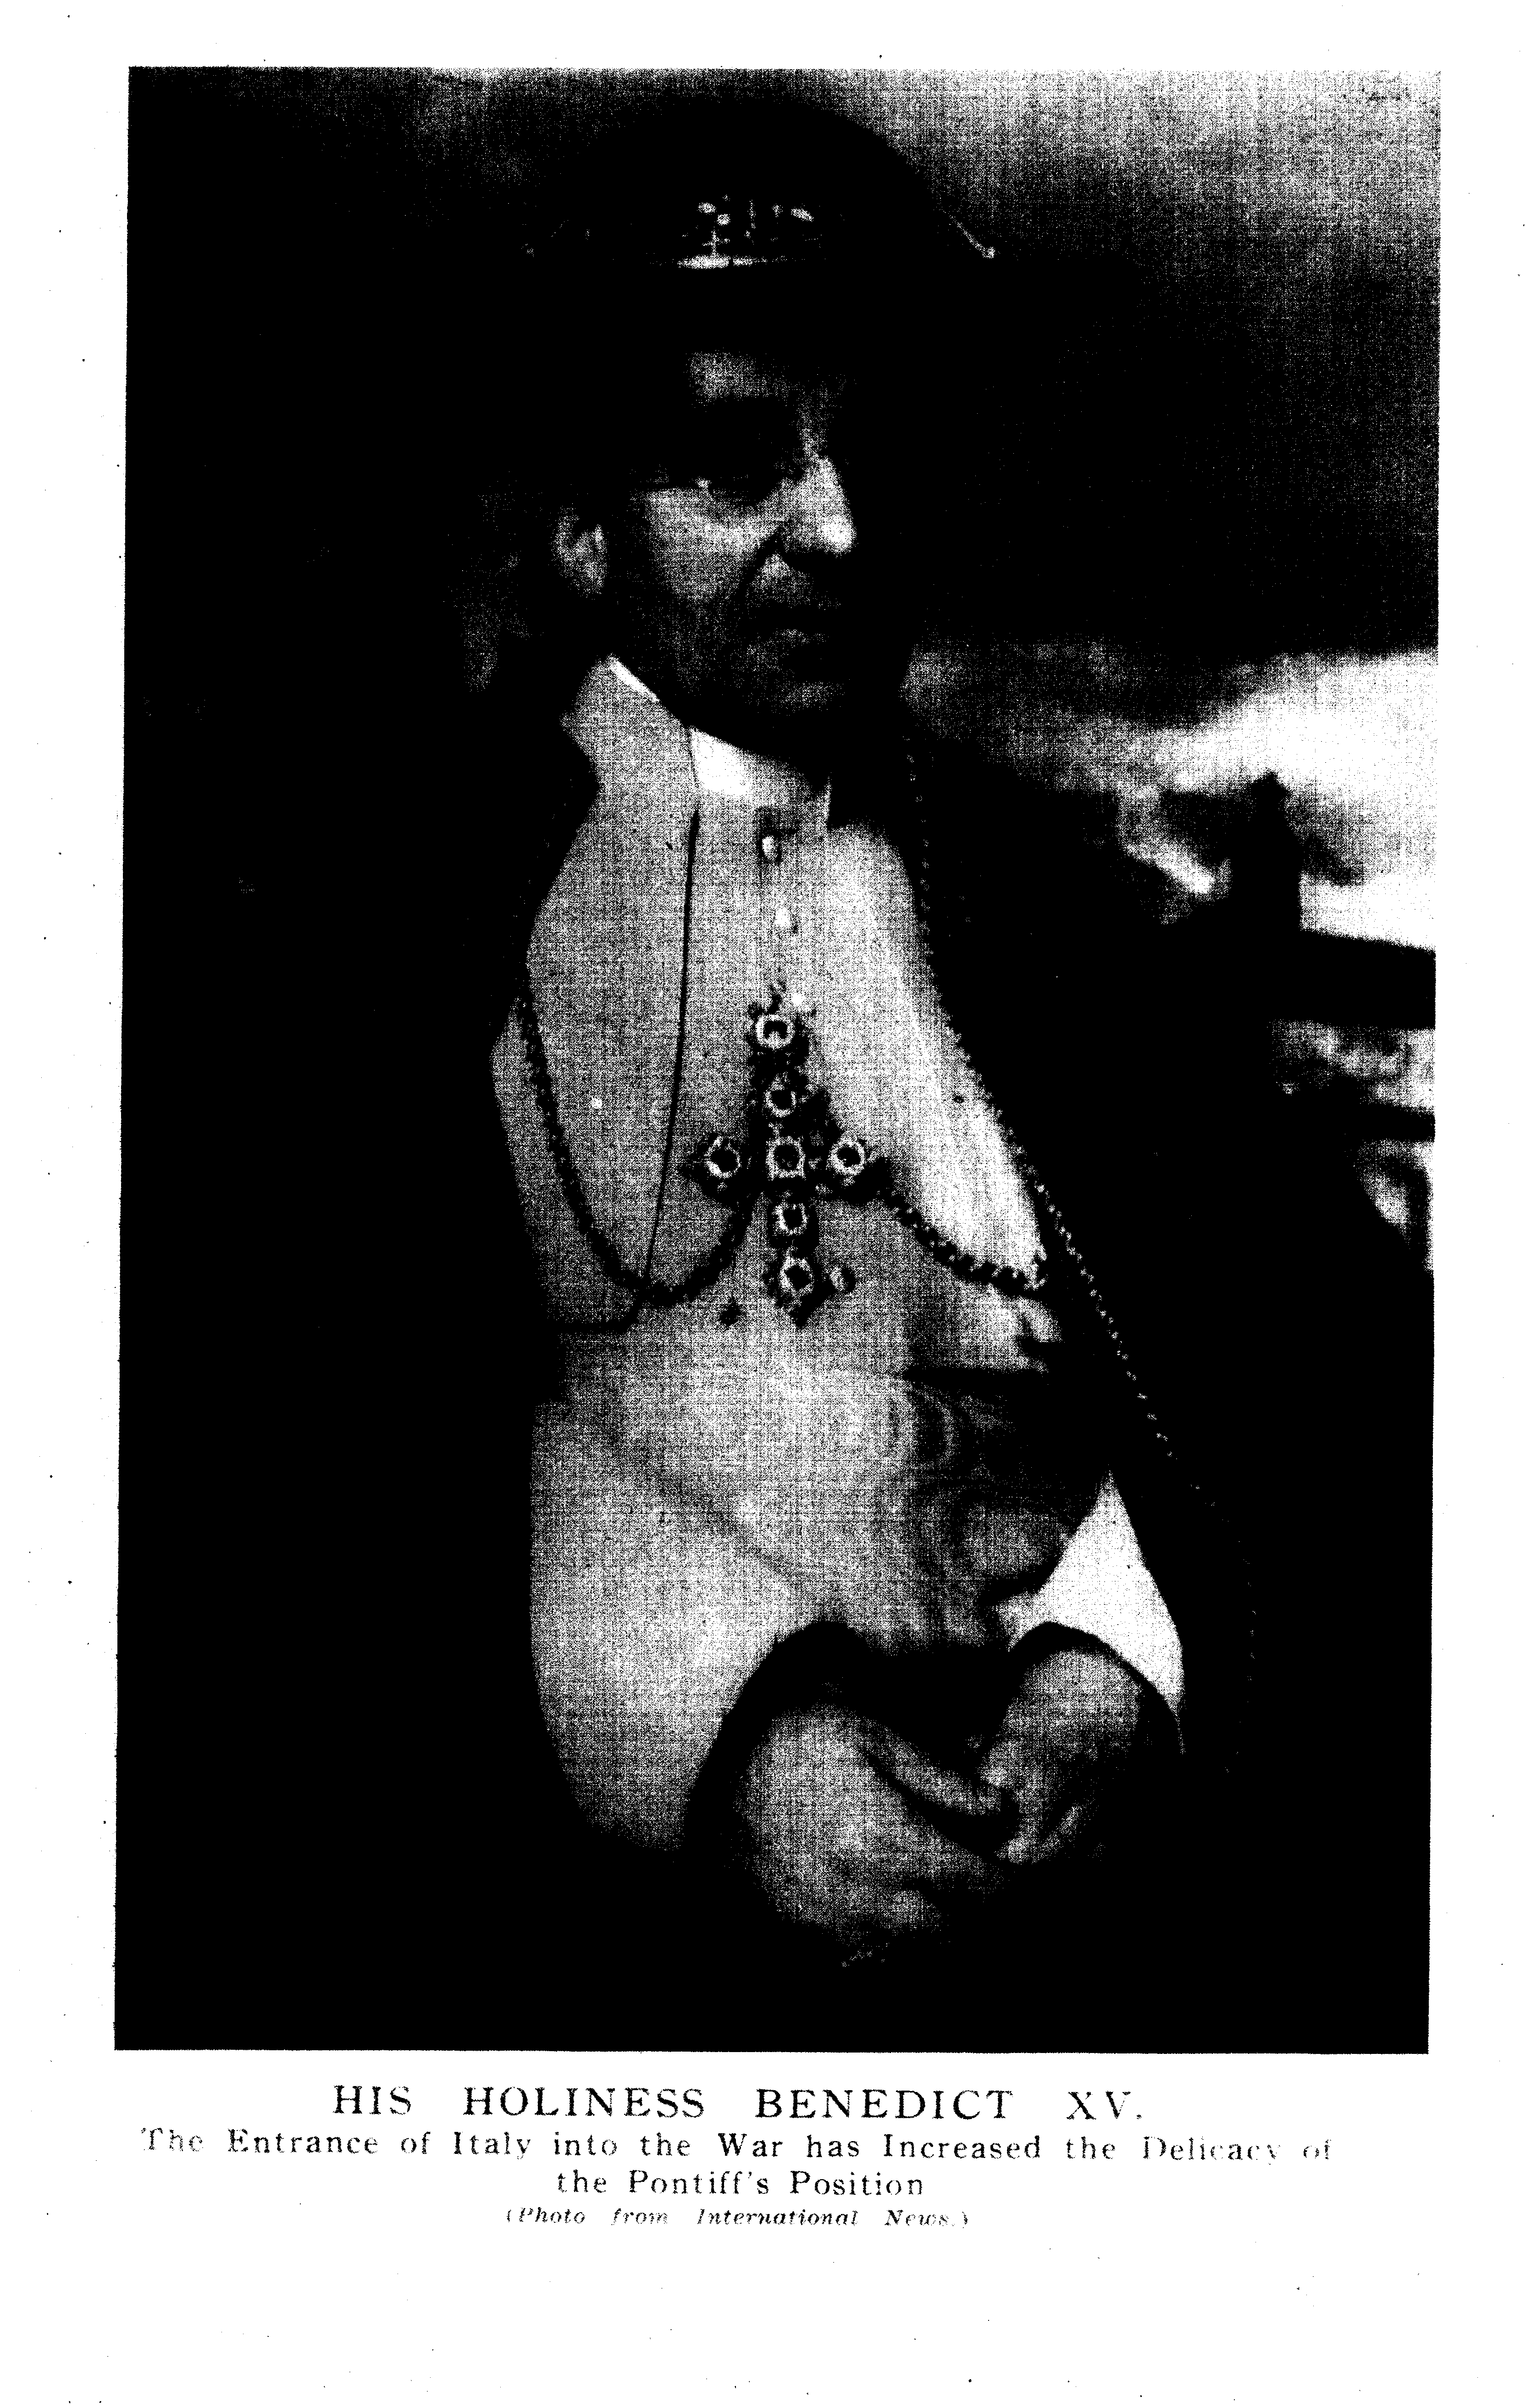 HIS HOLINESS BENEDICT XV.
The Entrance of Italy into the War has Increased the Delicacy of
the Pontiff's Position
(Photo from International News.)